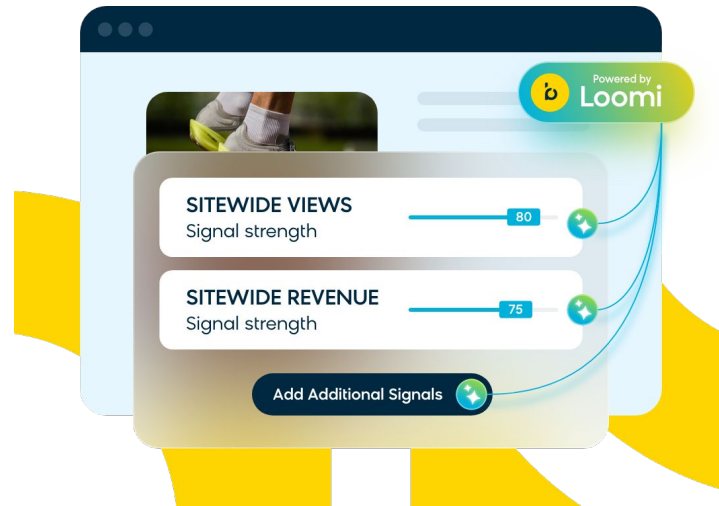 Powered by
Loomi
SITEWIDE VIEWS
Signal strength
80
SITEWIDE REVENUE
Signal strength
75
Add Additional Signals